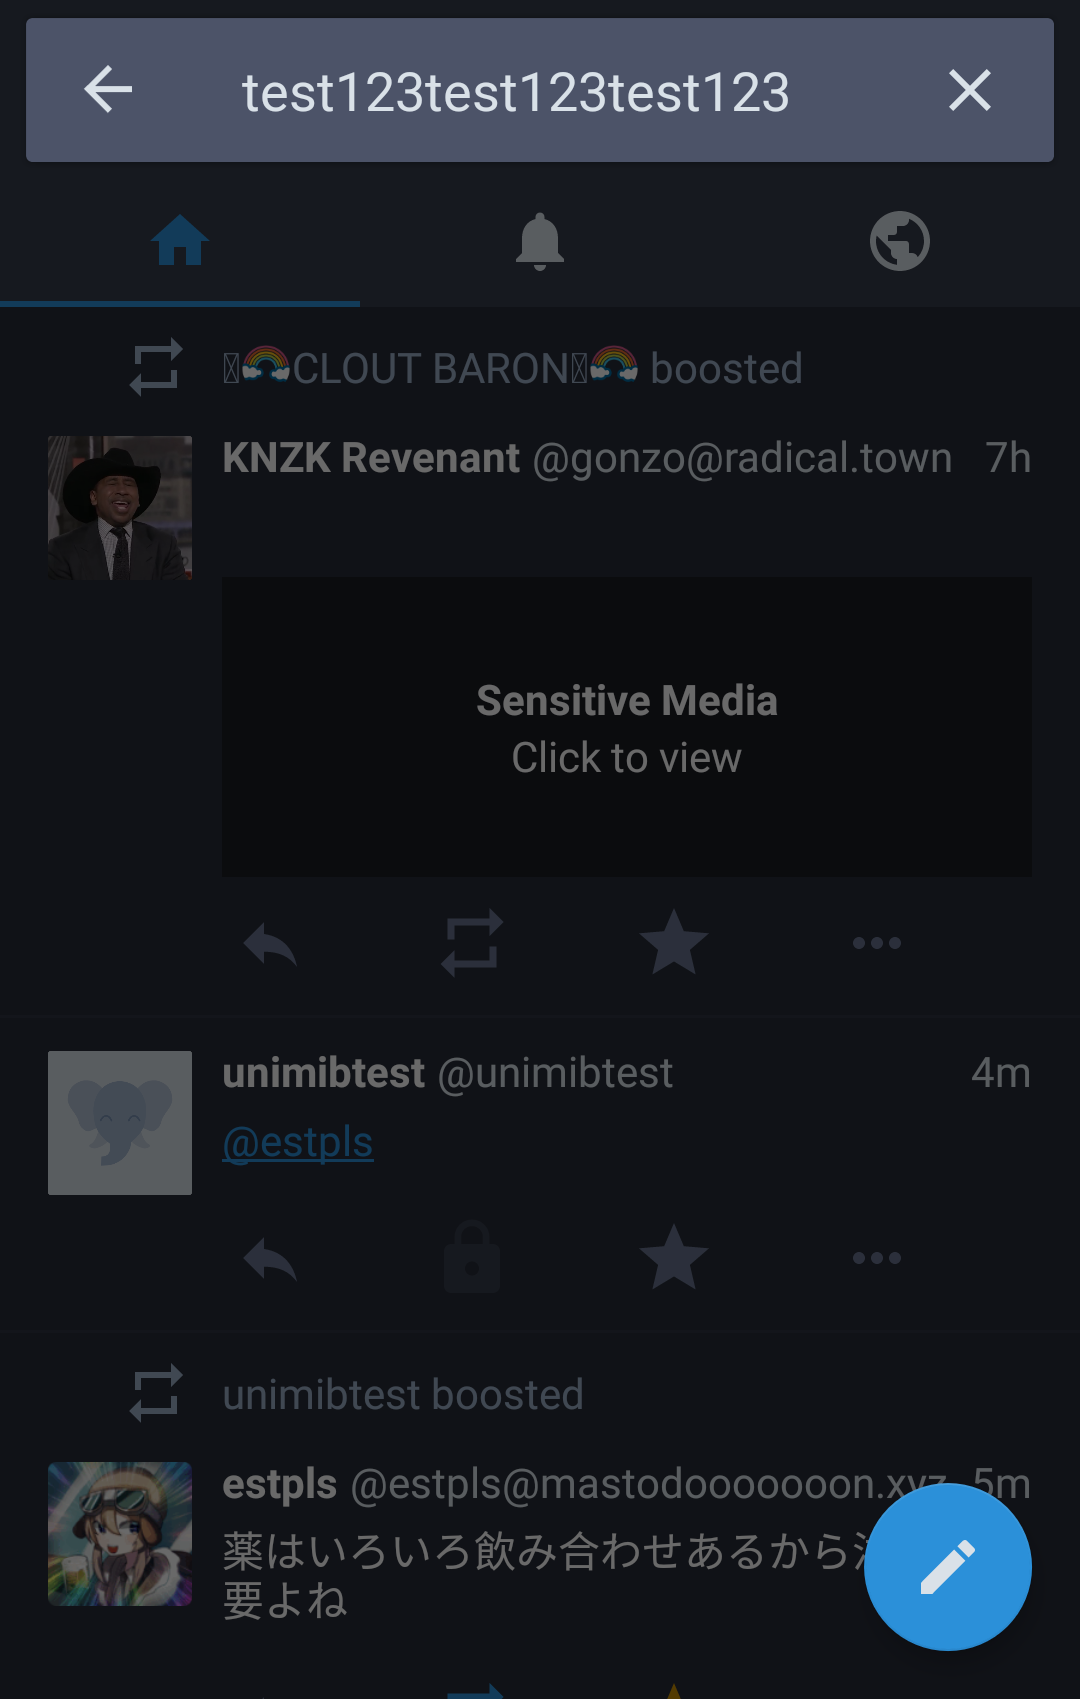 test123test123test123
🌈CLOUT BARON🌈 boosted
KNZK Revenant @gonzo@radical.town 7h
Sensitive Media
Click to view
unimibtest @unimibtest 4m
@estpls
unimibtest boosted
estpls @estpls@mastodooooooon.xyz 5m
薬はいろいろ飲み合わせあるから
要よね